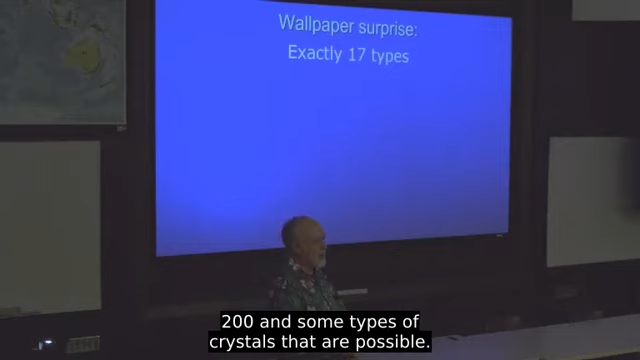 Wallpaper surprise:
Exactly 17 types
200 and some types of
crystals that are possible.